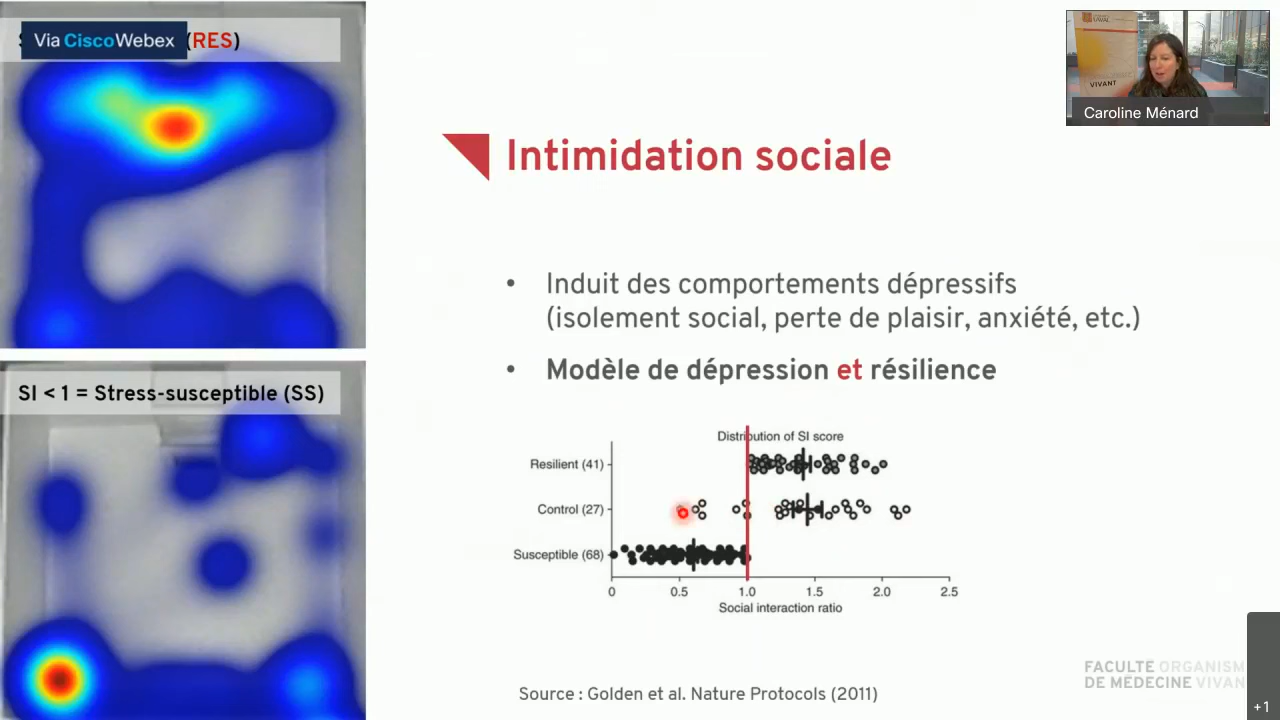 Via Cisco Webex
(RES)
Caroline Ménard
VIVANT
Intimidation sociale
• Induit des comportements dépressifs
(isolement social, perte de plaisir, anxiété, etc.)
• Modèle de dépression et résilience
SI < 1 = Stress-susceptible (SS)
Distribution of SI score
Resilient (41)
Control (27)
Susceptible (68)
0 0.5 1.0 1.5 2.0 2.5
Social interaction ratio
Source : Golden et al. Nature Protocols (2011)
FACULTÉ ORGANISM
DE MÉDECINE VIVAN
+1